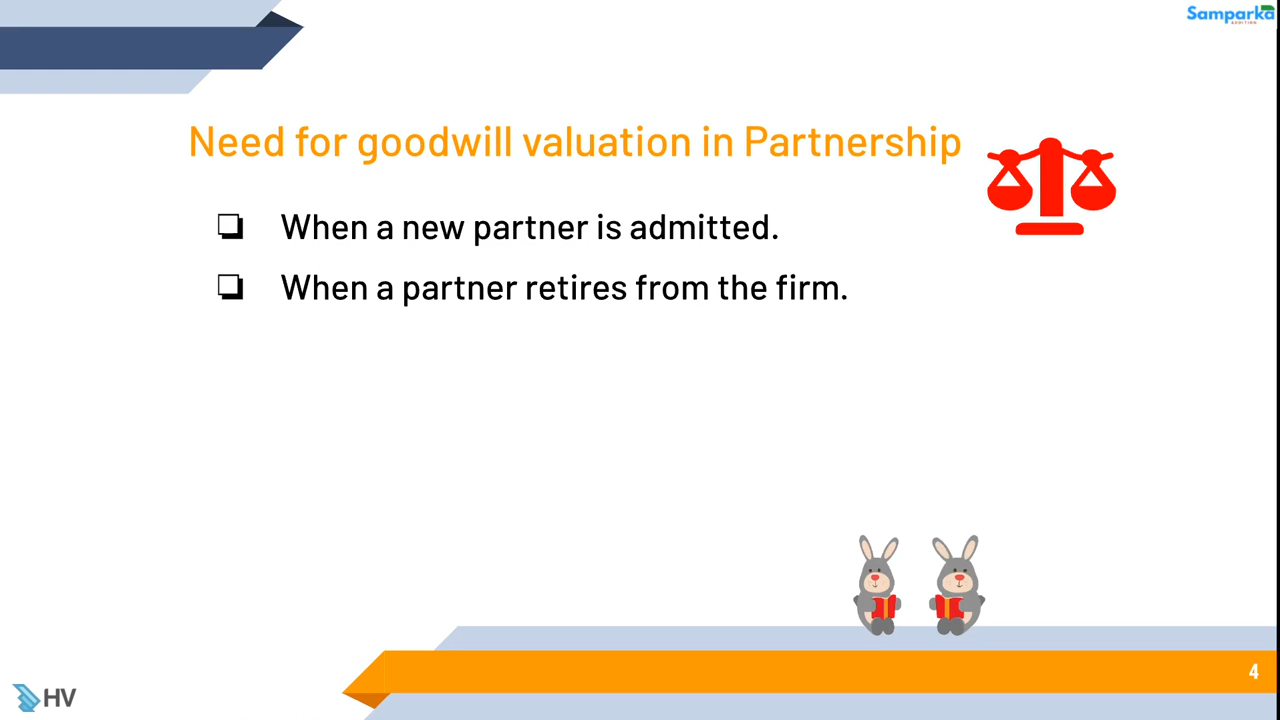 Samparka
Need for goodwill valuation in Partnership
❏ When a new partner is admitted.
❏ When a partner retires from the firm.
4
HV